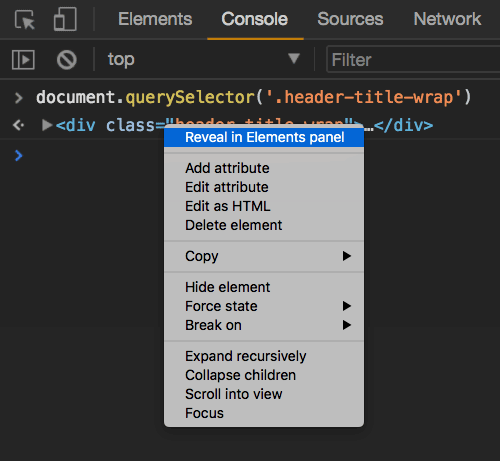 Elements Console Sources Network
top Filter
> document.querySelector('.header-title-wrap')
<div class="header-title-wrap">…</div>
Reveal in Elements panel
Add attribute
Edit attribute
Edit as HTML
Delete element
Copy
Hide element
Force state
Break on
Expand recursively
Collapse children
Scroll into view
Focus